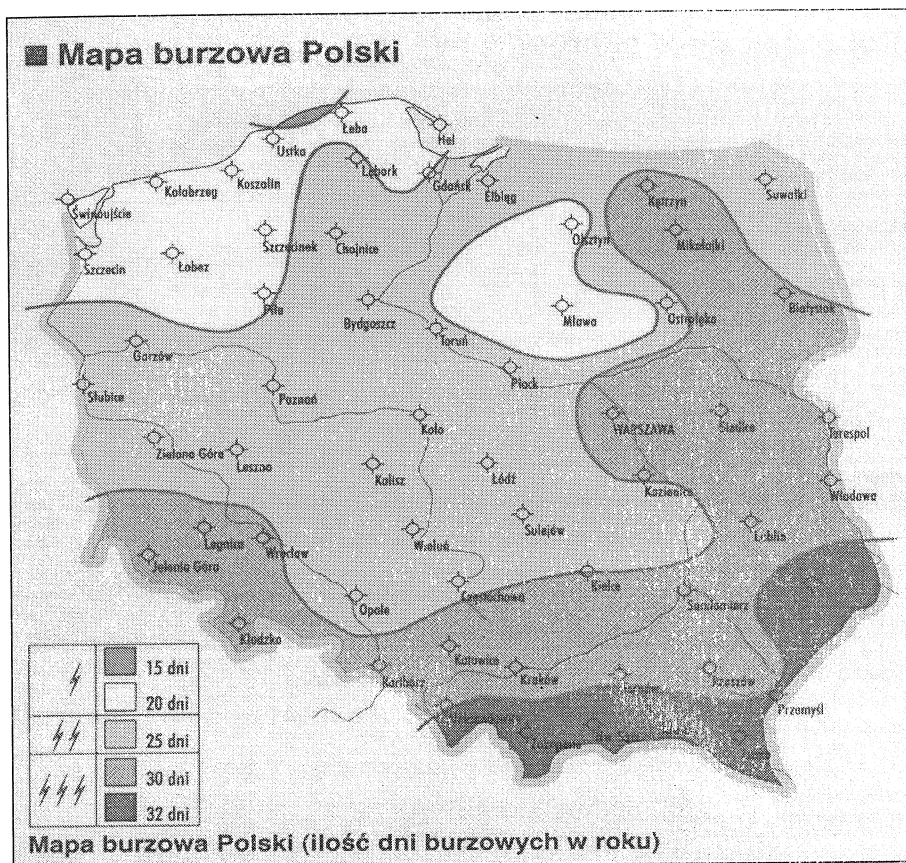 Mapa burzowa Polski
Łeba
Hel
Ustka
Lębork
Gdańsk
Koszalin
Kołobrzeg
Świnoujście
Elbląg
Kętrzyn
Suwałki
Szczecinek
Chojnice
Olsztyn
Mikołajki
Szczecin
Łobez
Piła
Bydgoszcz
Mława
Ostrołęka
Białystok
Toruń
Gorzów
Płock
Słubice
Poznań
Koło
WARSZAWA
Siedlce
Terespol
Zielona Góra
Leszno
Kalisz
Łódź
Kozienice
Włodawa
Legnica
Wrocław
Wieluń
Sulejów
Lublin
Jelenia Góra
Opole
Częstochowa
Kielce
Sandomierz
Kłodzko
Katowice
Racibórz
Kraków
Tarnów
Rzeszów
Przemyśl
Zakopane
15 dni
20 dni
25 dni
30 dni
32 dni
Mapa burzowa Polski (ilość dni burzowych w roku)